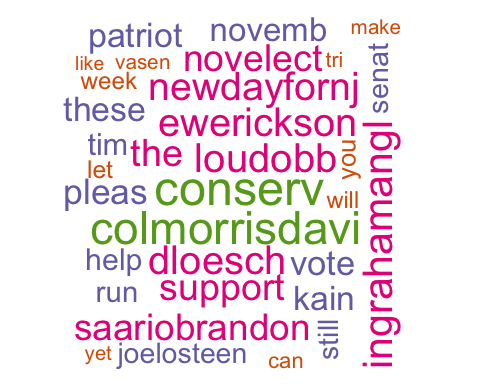 make
patriot novemb
novelect tri
like vasen
week newdayfornj senat
these ewerickson
tim the loudobb you
let
pleas conserv will
colmorrisdavi ingrahamangl
help dloesch vote
run support kain
saariobrandon still
yet joelosteen can